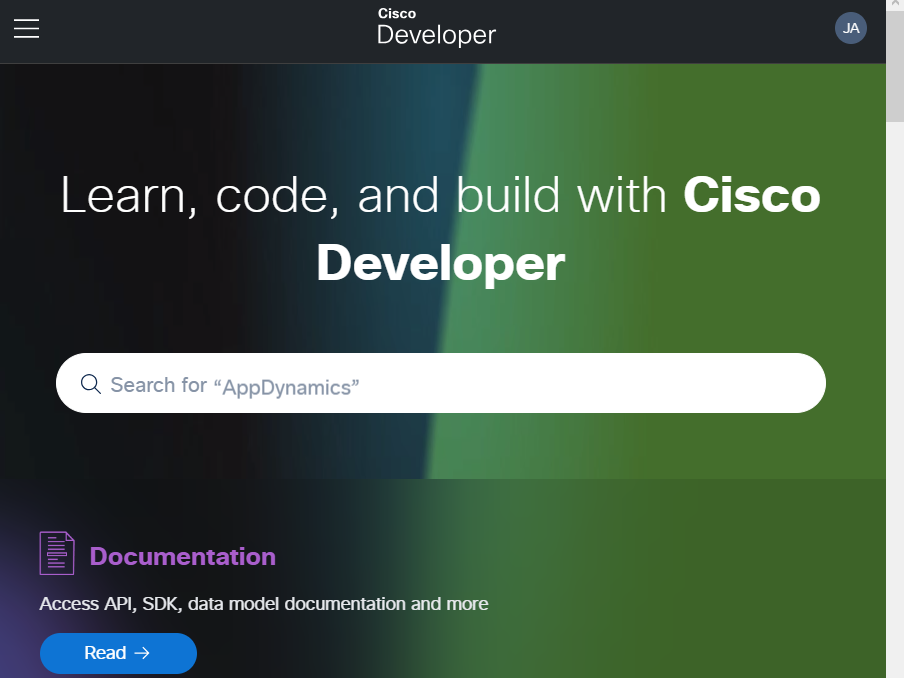 Cisco
Developer
JA
Learn, code, and build with Cisco
Developer
Search for “AppDynamics”
Documentation
Access API, SDK, data model documentation and more
Read →